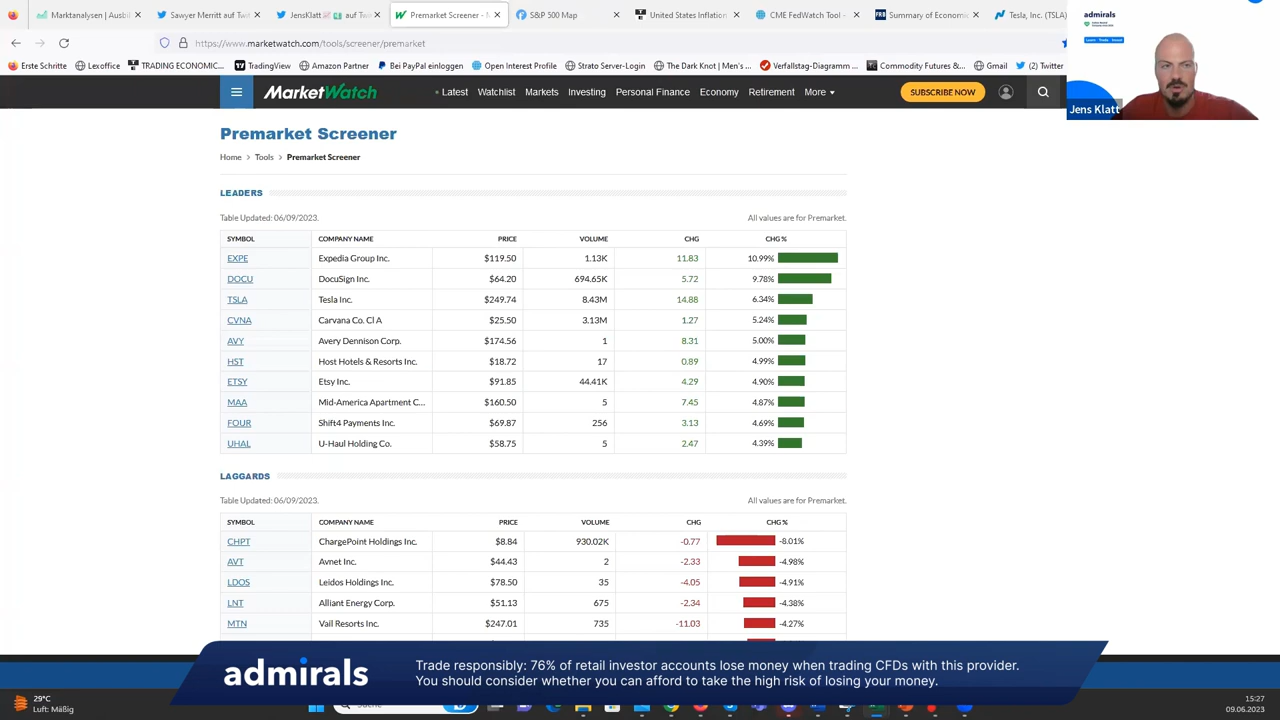 Marktanalysen & Ausbil
Sawyer Merritt auf Twit
JensKlatt auf Tw
Premarket Screener - M
S&P 500 Map
United States Inflation
CME FedWatch Tool -
Summary of Economic
Tesla, Inc. (TSLA)
https://www.marketwatch.com/tools/screener/premarket
Erste Schritte
Lexoffice
TRADING ECONOMIC...
TradingView
Amazon Partner
Bei PayPal einloggen
Open Interest Profile
Strato Server-Login
The Dark Knot | Men's ...
Verfallstag-Diagramm ...
Commodity Futures &...
Gmail
(2) Twitter
admirals
Learn Trade Invest
Jens Klatt
MarketWatch
Latest Watchlist Markets Investing Personal Finance Economy Retirement More
SUBSCRIBE NOW
Premarket Screener
Home > Tools > Premarket Screener
LEADERS
Table Updated: 06/09/2023. All values are for Premarket.
SYMBOL COMPANY NAME PRICE VOLUME CHG CHG %
EXPE Expedia Group Inc. $119.50 1.13K 11.83 10.99%
DOCU DocuSign Inc. $64.20 694.65K 5.72 9.78%
TSLA Tesla Inc. $249.74 8.43M 14.88 6.34%
CVNA Carvana Co. Cl A $25.50 3.13M 1.27 5.24%
AVY Avery Dennison Corp. $174.56 1 8.31 5.00%
HST Host Hotels & Resorts Inc. $18.72 17 0.89 4.99%
ETSY Etsy Inc. $91.85 44.41K 4.29 4.90%
MAA Mid-America Apartment C... $160.50 5 7.45 4.87%
FOUR Shift4 Payments Inc. $69.87 256 3.13 4.69%
UHAL U-Haul Holding Co. $58.75 5 2.47 4.39%
LAGGARDS
Table Updated: 06/09/2023. All values are for Premarket.
SYMBOL COMPANY NAME PRICE VOLUME CHG CHG %
CHPT ChargePoint Holdings Inc. $8.84 930.02K -0.77 -8.01%
AVT Avnet Inc. $44.43 2 -2.33 -4.98%
LDOS Leidos Holdings Inc. $78.50 35 -4.05 -4.91%
LNT Alliant Energy Corp. $51.13 675 -2.34 -4.38%
MTN Vail Resorts Inc. $247.01 735 -11.03 -4.27%
admirals
Trade responsibly: 76% of retail investor accounts lose money when trading CFDs with this provider.
You should consider whether you can afford to take the high risk of losing your money.
29°C
Luft: Mäßig
Suche
15:27
09.06.2023